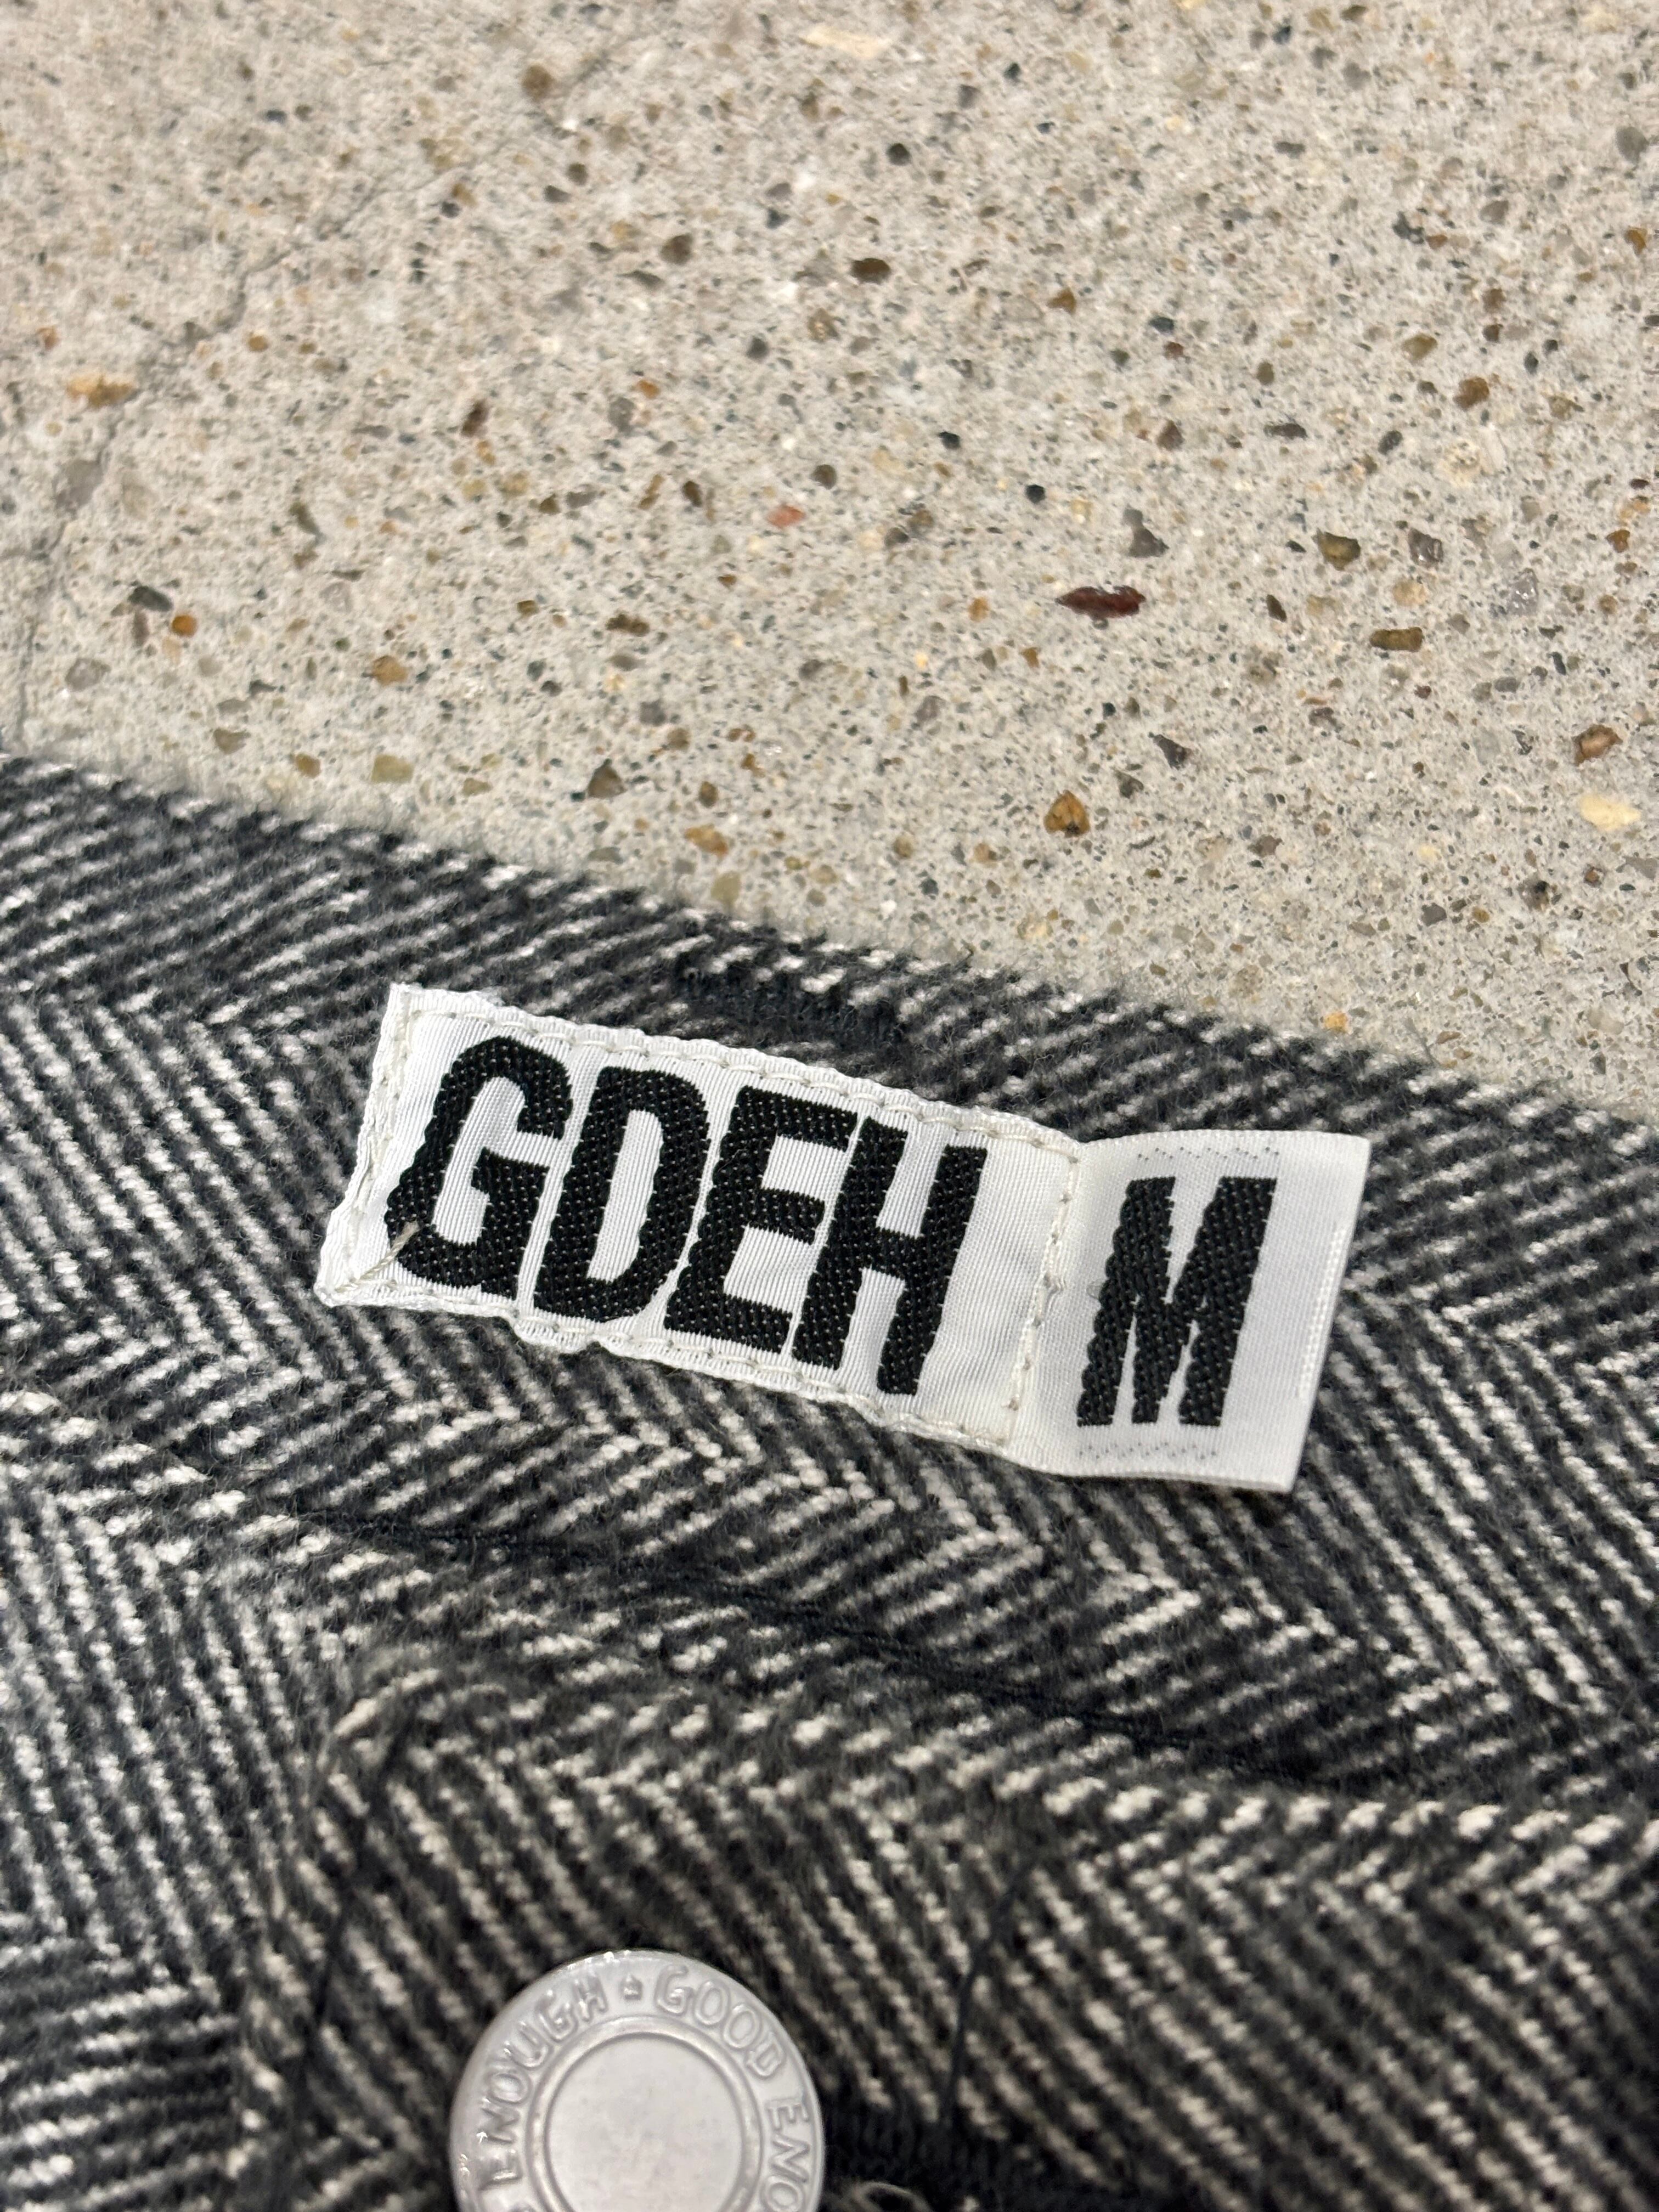 GDEH M
ENOUGH • GOOD ENO